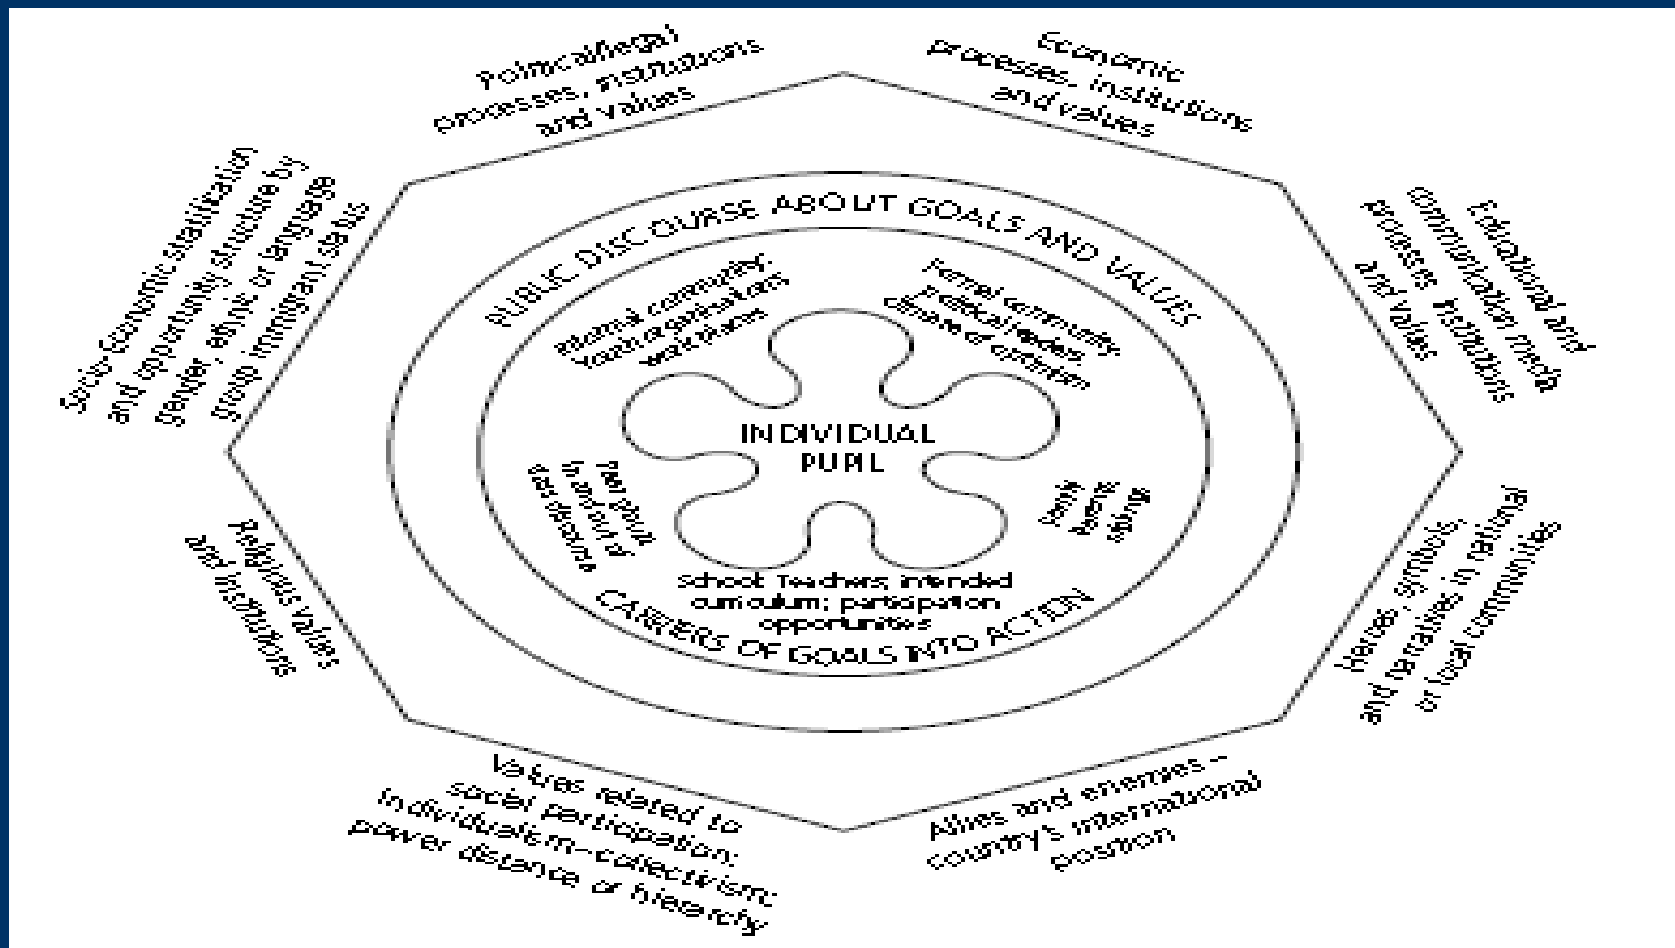 Political/legal
processes, institutions
and values
Economic
processes, institutions
and values
Educational and
communication media
processes institutions
and values
Heroes, symbols,
and narratives in national
or local communities
Allies and enemies –
country's international
position
Values related to
social participation:
Individualism–collectivism:
power distance or hierarchy
Religious values
and institutions
Socio-Economic stratification
and opportunity structure by
gender, ethnic or language
group immigrant status
PUBLIC DISCOURSE ABOUT GOALS AND VALUES
Informal community:
Youth organisations
work places
Formal community
political leaders
climate of optimism
Family
Parents
siblings
School: Teachers; intended
curriculum; participation
opportunities
Peer group:
in and out of
class discourse
INDIVIDUAL
PUPIL
CARRIERS OF GOALS INTO ACTION